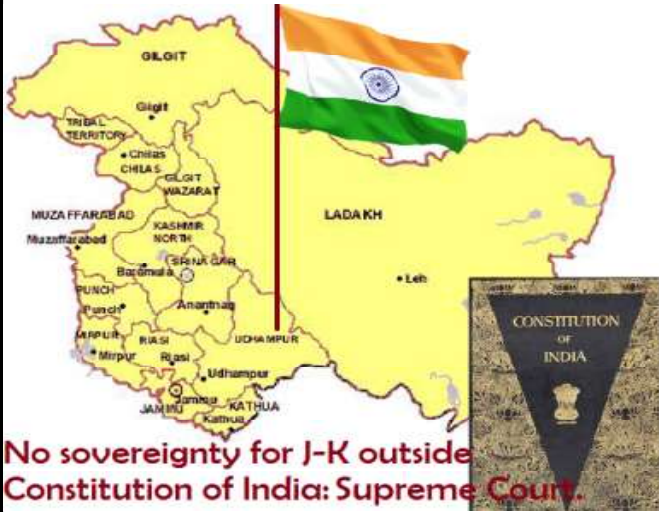 GILGIT
Gilgit
TRIBAL
TERRITORY
Chilas
CHILAS
GILGIT
WAZARAT
MUZAFFARABAD
Muzaffarabad
KASHMIR
NORTH
LADAKH
Baramula
SRINAGAR
Leh
PUNCH
Punch
Anantnag
MIRPUR
Mirpur
RIASI
Riasi
UDHAMPUR
Udhampur
Jammu
JAMMU
KATHUA
Kathua
CONSTITUTION
OF
INDIA
No sovereignty for J-K outside
Constitution of India: Supreme Court.